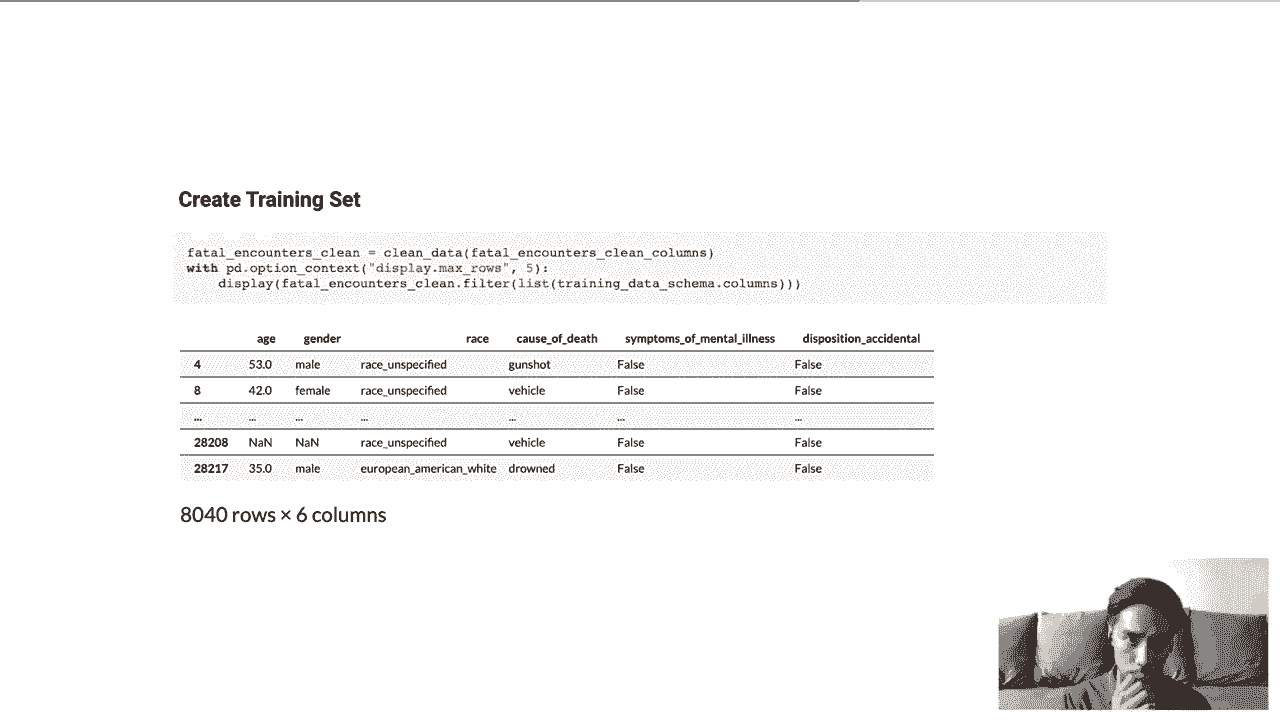 Create Training Set
fatal_encounters_clean = clean_data(fatal_encounters_clean_columns)
with pd.option_context("display.max_rows", 5):
    display(fatal_encounters_clean.filter(list(training_data_schema.columns)))
age gender race cause_of_death symptoms_of_mental_illness disposition_accidental
4 53.0 male race_unspecified gunshot False False
8 42.0 female race_unspecified vehicle False False
... ... ... ... ... ... ...
28208 NaN NaN race_unspecified vehicle False False
28217 35.0 male european_american_white drowned False False
8040 rows × 6 columns